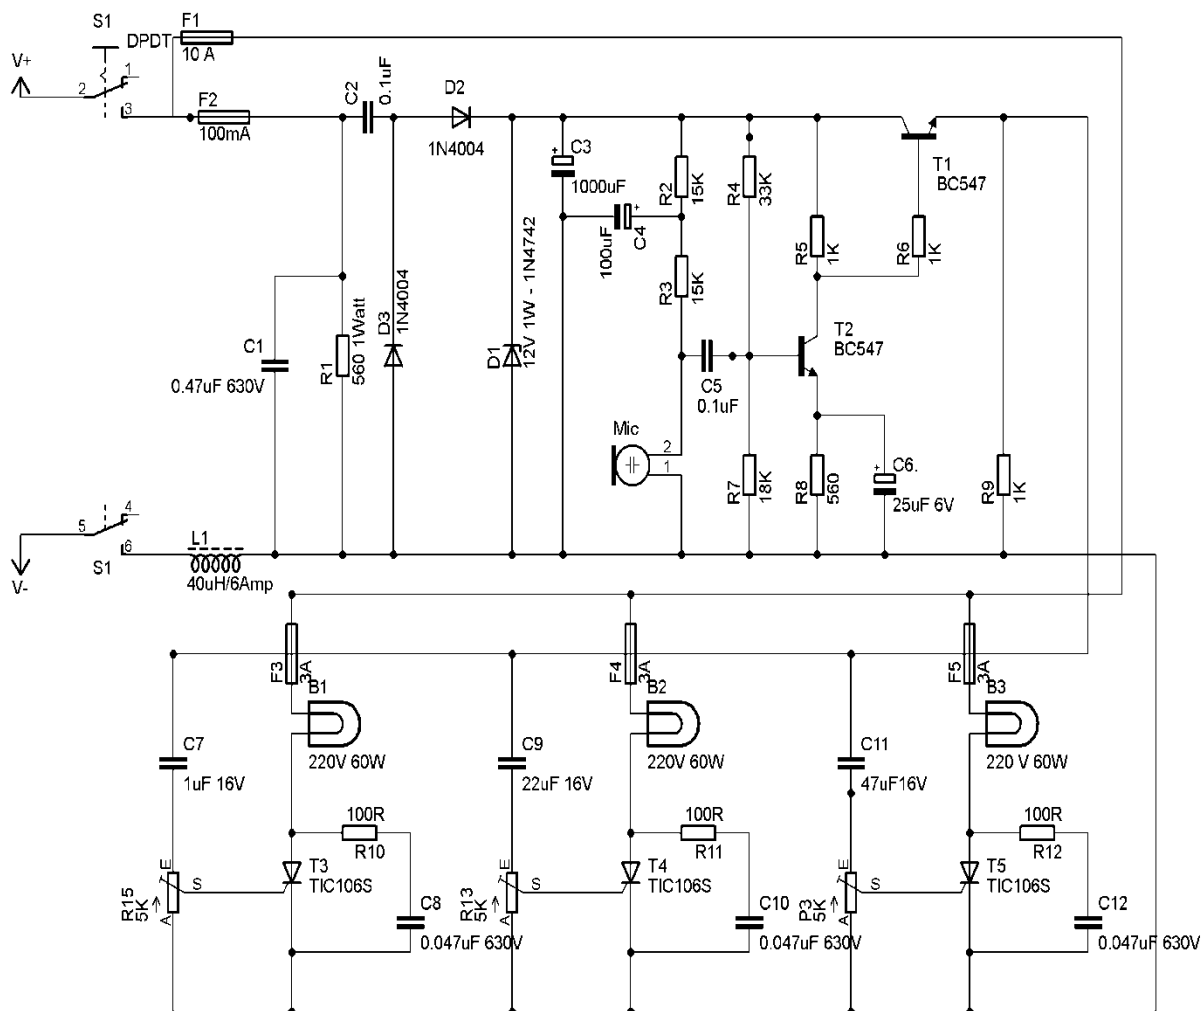 S1
F1
DPDT
10 A
V+
2
1
3
F2
100mA
C2
0.1uF
D2
1N4004
C3
1000uF
100uF
C4
R2
15K
R3
15K
R4
33K
R5
1K
R6
1K
T1
BC547
T2
BC547
D3
1N4004
D1
12V 1W - 1N4742
C1
0.47uF 630V
R1
560 1Watt
C5
0.1uF
Mic
2
1
R7
18K
R8
560
C6.
25uF 6V
R9
1K
4
5
6
V-
S1
L1
40uH/6Amp
F3
3A
B1
220V 60W
F4
3A
B2
220V 60W
F5
3A
B3
220 V 60W
C7
1uF 16V
C9
22uF 16V
C11
47uF16V
100R
R10
100R
R11
100R
R12
E
S
A
R15
5K
T3
TIC106S
C8
0.047uF 630V
E
S
A
R13
5K
T4
TIC106S
C10
0.047uF 630V
E
S
A
P3
5K
T5
TIC106S
C12
0.047uF 630V